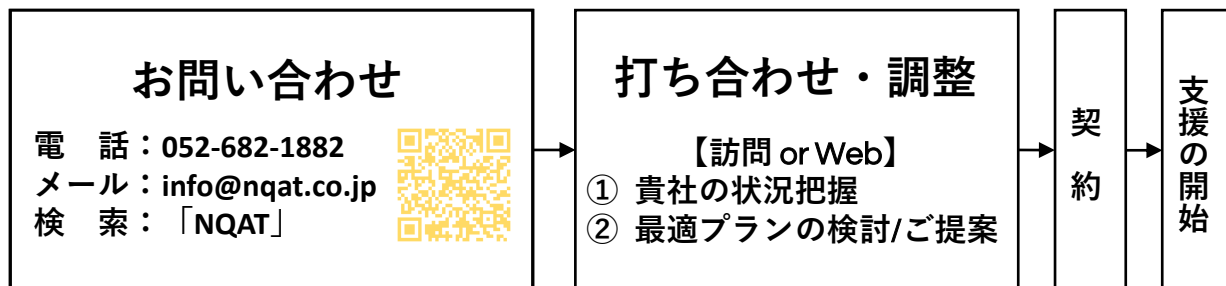 お問い合わせ
電　話：052-682-1882
メール：info@nqat.co.jp
検　索：「NQAT」
打ち合わせ・調整
【訪問 or Web】
① 貴社の状況把握
② 最適プランの検討/ご提案
契約
支援の開始